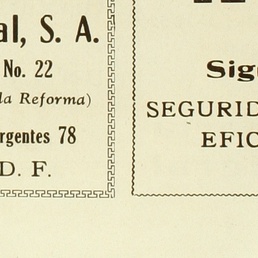 al, S. A.
No. 22
la Reforma)
rgentes 78
D. F.
Sig
SEGURID
EFIC